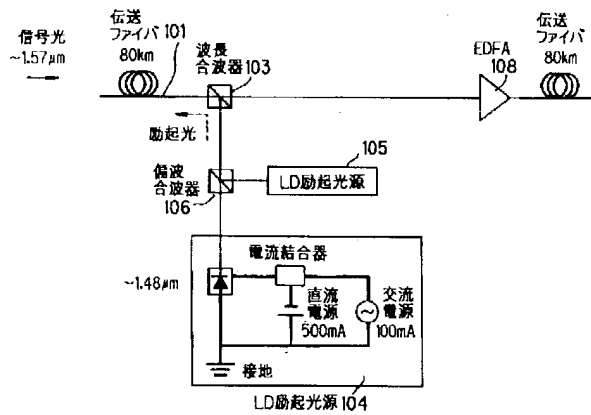 信号光
~1.57μm
伝送
ファイバ 101
80km
波長
合波器
103
EDFA
108
伝送
ファイバ
80km
励起光
偏波
合波器
106
105
LD励起光源
電流結合器
~1.48μm
直流
電源
500mA
交流
電源
100mA
接地
LD励起光源 104